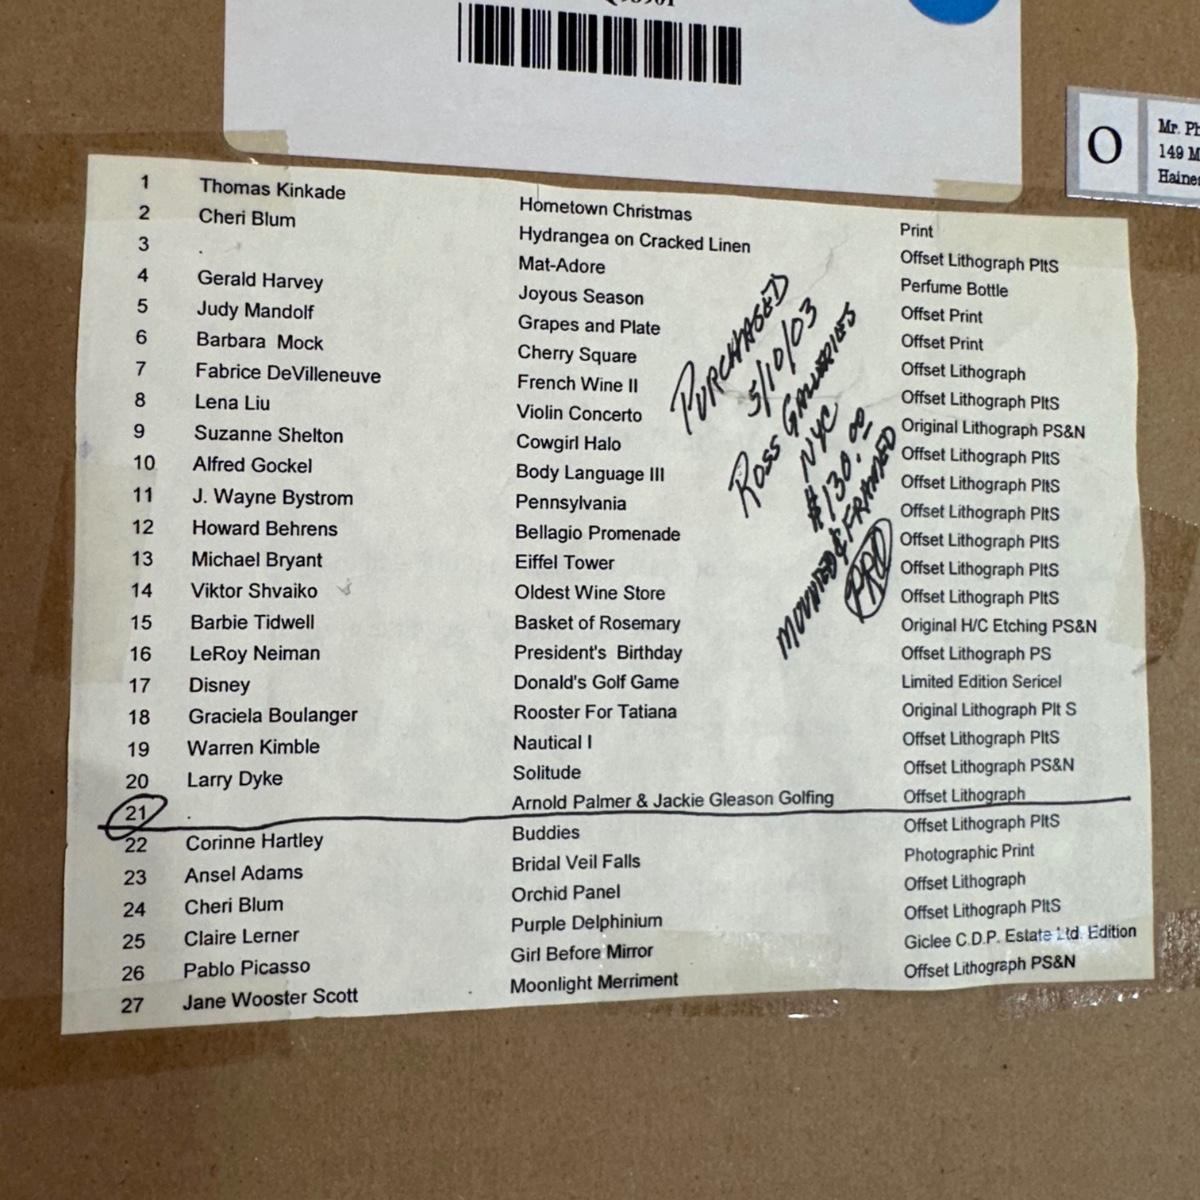 O
Mr. Ph
149 M
Haines
1 Thomas Kinkade Hometown Christmas Print
2 Cheri Blum Hydrangea on Cracked Linen Offset Lithograph PltS
3 . Mat-Adore Perfume Bottle
4 Gerald Harvey Joyous Season Offset Print
5 Judy Mandolf Grapes and Plate Offset Print
6 Barbara Mock Cherry Square Offset Lithograph
7 Fabrice DeVilleneuve French Wine II Offset Lithograph PltS
8 Lena Liu Violin Concerto Original Lithograph PS&N
9 Suzanne Shelton Cowgirl Halo Offset Lithograph PltS
10 Alfred Gockel Body Language III Offset Lithograph PltS
11 J. Wayne Bystrom Pennsylvania Offset Lithograph PltS
12 Howard Behrens Bellagio Promenade Offset Lithograph PltS
13 Michael Bryant Eiffel Tower Offset Lithograph PltS
14 Viktor Shvaiko Oldest Wine Store Offset Lithograph PltS
15 Barbie Tidwell Basket of Rosemary Original H/C Etching PS&N
16 LeRoy Neiman President's Birthday Offset Lithograph PS
17 Disney Donald's Golf Game Limited Edition Sericel
18 Graciela Boulanger Rooster For Tatiana Original Lithograph Plt S
19 Warren Kimble Nautical I Offset Lithograph PltS
20 Larry Dyke Solitude Offset Lithograph PS&N
21 . Arnold Palmer & Jackie Gleason Golfing Offset Lithograph
22 Corinne Hartley Buddies Offset Lithograph PltS
23 Ansel Adams Bridal Veil Falls Photographic Print
24 Cheri Blum Orchid Panel Offset Lithograph
25 Claire Lerner Purple Delphinium Offset Lithograph PltS
26 Pablo Picasso Girl Before Mirror Giclee C.D.P. Estate Ltd. Edition
27 Jane Wooster Scott Moonlight Merriment Offset Lithograph PS&N
PURCHASED
5/10/03
ROSS GALLERIES
NYC
#130.00
MOUNTED & FRAMED
PRO